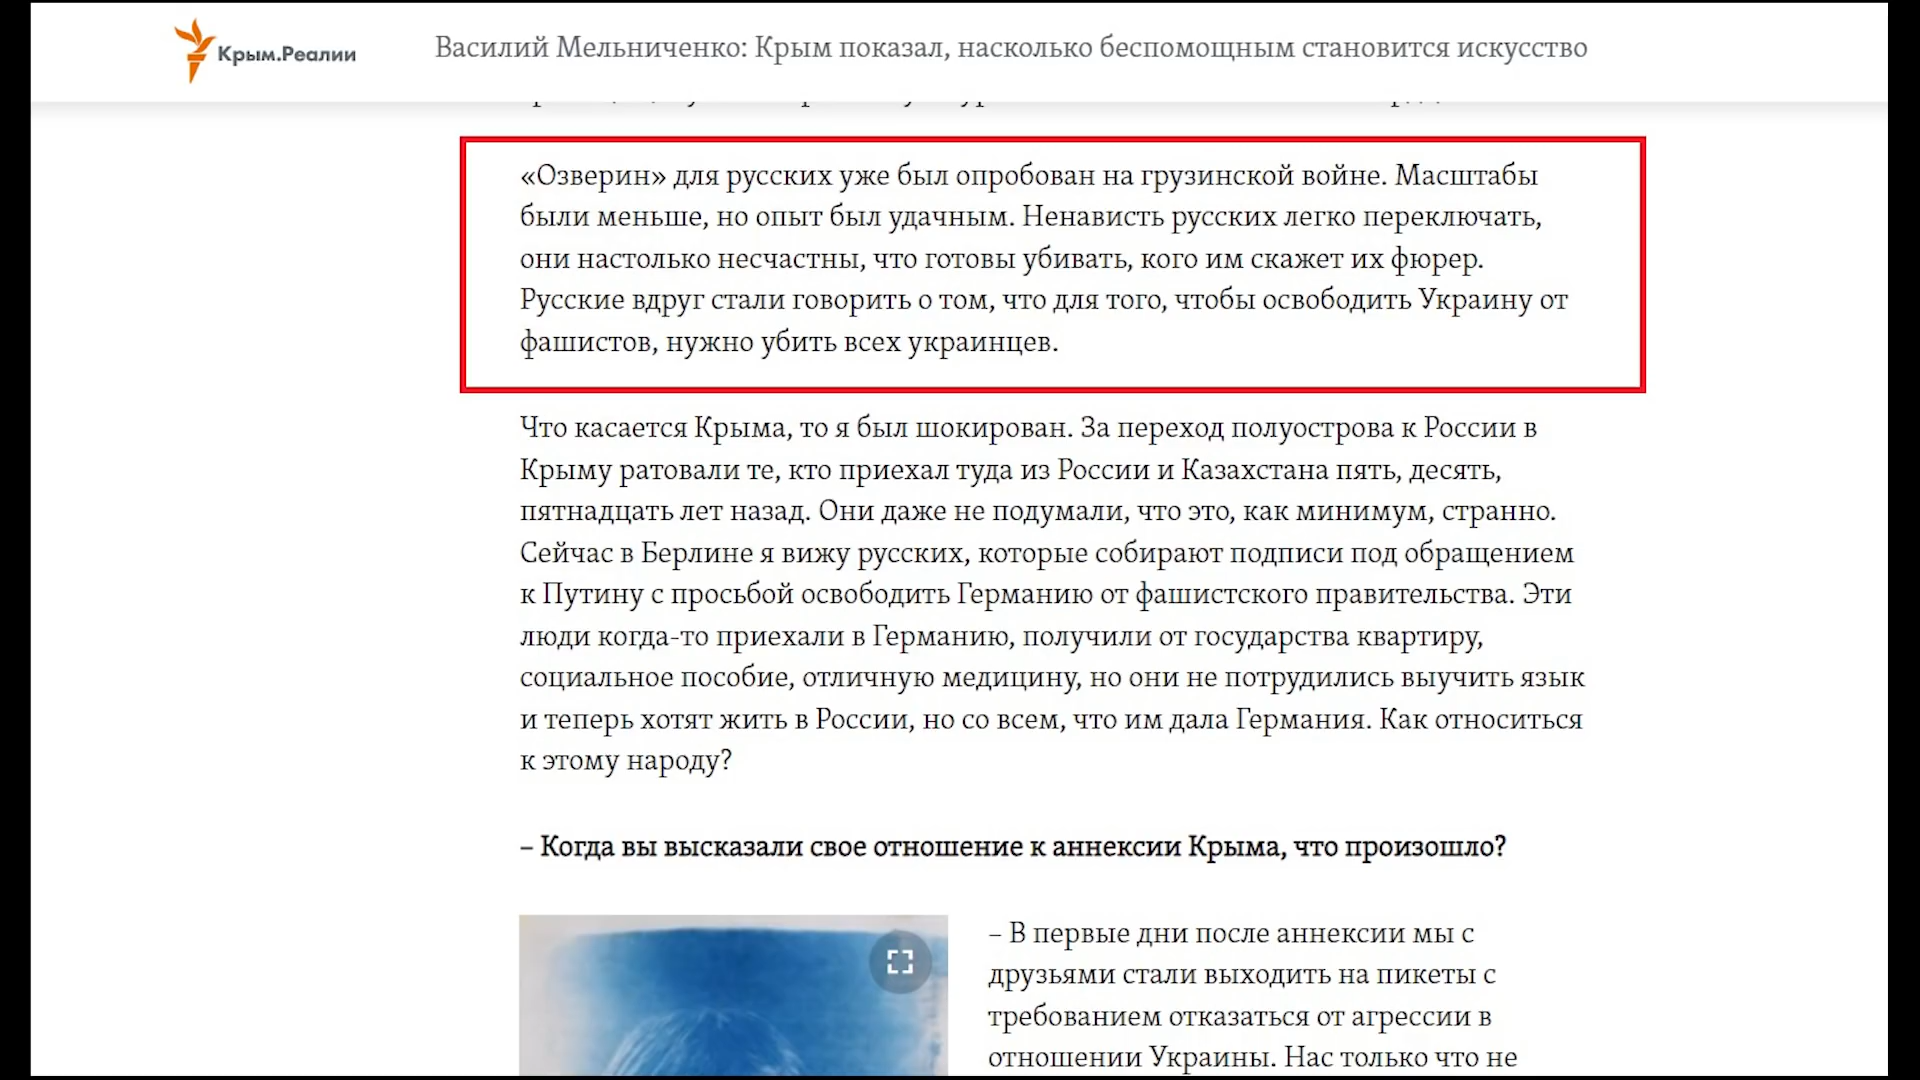 Крым.Реалии
Василий Мельниченко: Крым показал, насколько беспомощным становится искусство
«Озверин» для русских уже был опробован на грузинской войне. Масштабы
были меньше, но опыт был удачным. Ненависть русских легко переключать,
они настолько несчастны, что готовы убивать, кого им скажет их фюрер.
Русские вдруг стали говорить о том, что для того, чтобы освободить Украину от
фашистов, нужно убить всех украинцев.
Что касается Крыма, то я был шокирован. За переход полуострова к России в
Крыму ратовали те, кто приехал туда из России и Казахстана пять, десять,
пятнадцать лет назад. Они даже не подумали, что это, как минимум, странно.
Сейчас в Берлине я вижу русских, которые собирают подписи под обращением
к Путину с просьбой освободить Германию от фашистского правительства. Эти
люди когда-то приехали в Германию, получили от государства квартиру,
социальное пособие, отличную медицину, но они не потрудились выучить язык
и теперь хотят жить в России, но со всем, что им дала Германия. Как относиться
к этому народу?
– Когда вы высказали свое отношение к аннексии Крыма, что произошло?
– В первые дни после аннексии мы с
друзьями стали выходить на пикеты с
требованием отказаться от агрессии в
отношении Украины. Нас только что не